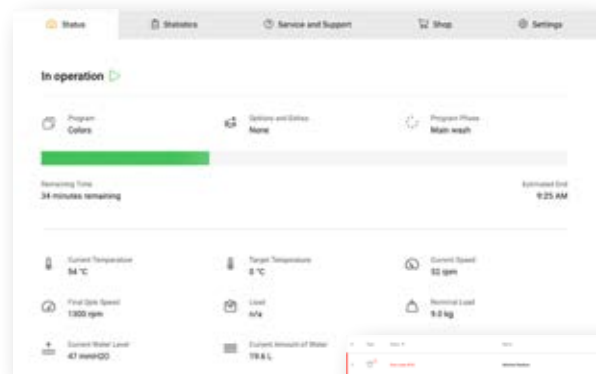 Status
Statistics
Service and Support
Shop
Settings
In operation
Program
Colors
Options and Extras
None
Program Phase
Main wash
Remaining Time
34 minutes remaining
Estimated End
9:25 AM
Current Temperature
Target Temperature
0 °C
Current Speed
52 rpm
Final Spin Speed
1300 rpm
Load
n/a
Nominal Load
9.0 kg
Current Water Level
47 mmH2O
Current Amount of Water
19.6 L